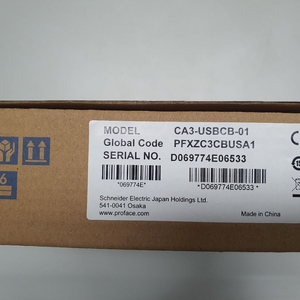 MODEL CA3-USBCB-01
Global Code PFXZC3CBUSA1
SERIAL NO. D069774E06533
*069774E*
*D069774E06533*
Schneider Electric Japan Holdings Ltd.
541-0041 Osaka
www.proface.com
Made in China
6